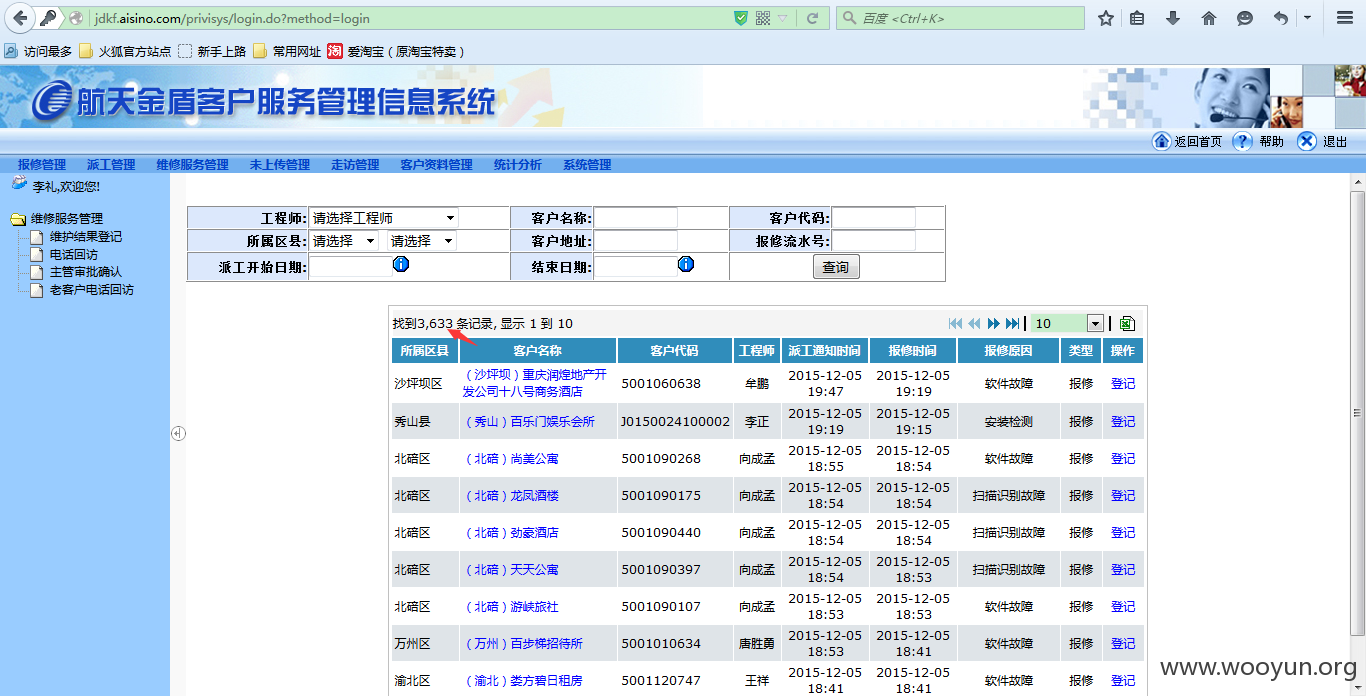 jdkf.aisino.com/privisys/login.do?method=login
百度 <Ctrl+K>
访问最多 火狐官方站点 新手上路 常用网址 淘 爱淘宝（原淘宝特卖）
航天金盾客户服务管理信息系统
返回首页 ? 帮助 退出
报修管理 派工管理 维修服务管理 未上传管理 走访管理 客户资料管理 统计分析 系统管理
李礼,欢迎您!
维修服务管理
维护结果登记
电话回访
主管审批确认
老客户电话回访
工程师: 请选择工程师 客户名称: 客户代码:
所属区县: 请选择 请选择 客户地址: 报修流水号:
派工开始日期: 结束日期: 查询
找到3,633 条记录, 显示 1 到 10 10
所属区县 客户名称 客户代码 工程师 派工通知时间 报修时间 报修原因 类型 操作
沙坪坝区 （沙坪坝）重庆润煌地产开发公司十八号商务酒店 5001060638 牟鹏 2015-12-05 19:47 2015-12-05 19:19 软件故障 报修 登记
秀山县 （秀山）百乐门娱乐会所 J0150024100002 李正 2015-12-05 19:19 2015-12-05 19:15 安装检测 报修 登记
北碚区 （北碚）尚美公寓 5001090268 向成孟 2015-12-05 18:55 2015-12-05 18:54 软件故障 报修 登记
北碚区 （北碚）龙凤酒楼 5001090175 向成孟 2015-12-05 18:54 2015-12-05 18:54 扫描识别故障 报修 登记
北碚区 （北碚）劲豪酒店 5001090440 向成孟 2015-12-05 18:54 2015-12-05 18:54 扫描识别故障 报修 登记
北碚区 （北碚）天天公寓 5001090397 向成孟 2015-12-05 18:54 2015-12-05 18:53 扫描识别故障 报修 登记
北碚区 （北碚）游峡旅社 5001090107 向成孟 2015-12-05 18:53 2015-12-05 18:53 软件故障 报修 登记
万州区 （万州）百步梯招待所 5001010634 唐胜勇 2015-12-05 18:53 2015-12-05 18:41 软件故障 报修 登记
渝北区 （渝北）娄方碧日租房 5001120747 王祥 2015-12-05 18:41 2015-12-05 18:41 软件故障 报修 登记
www.wooyun.org